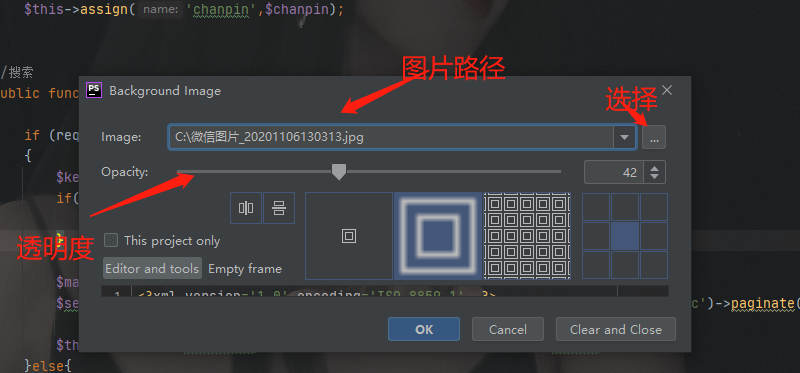 $this->assign( name: 'chanpin',$chanpin);
/搜索
ublic func
图片路径
PS Background Image
选择
if (req
Image: C:\微信图片_20201106130313.jpg ...
{
Opacity: 42
$ke
if(
透明度
}
This project only
Editor and tools Empty frame
$ma
1 <?xml version='1.0' encoding='ISO-8859-1' ?>
$se c')->paginate(
OK Cancel Clear and Close
$th
}else{